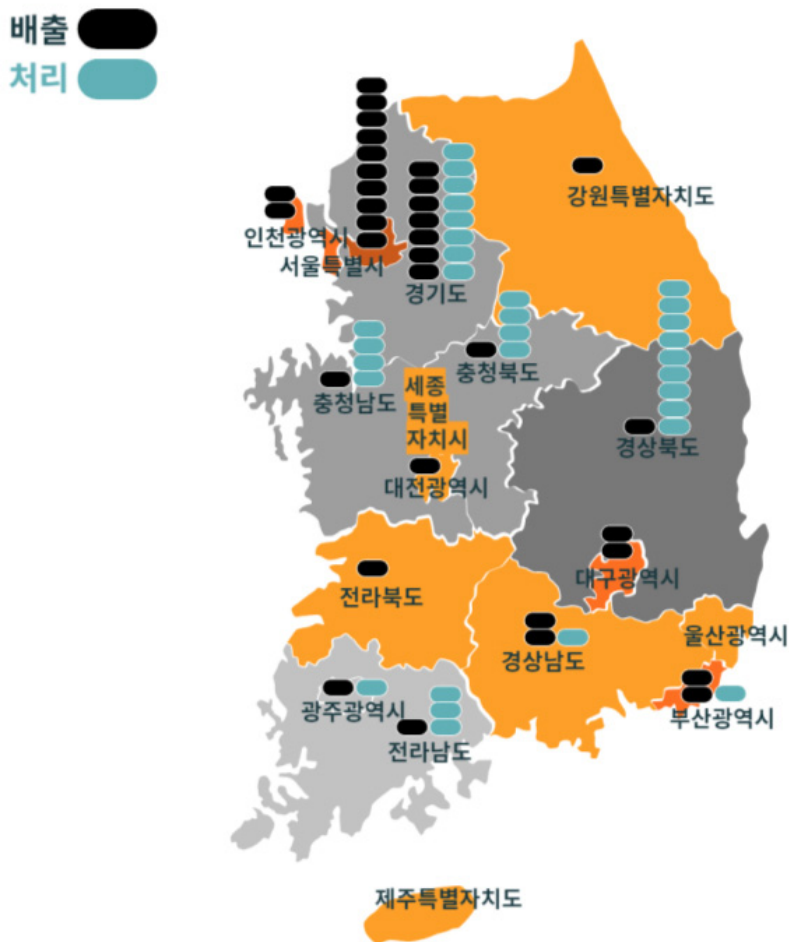 배출
처리
강원특별자치도
인천광역시
서울특별시
경기도
충청북도
충청남도
세종
특별
자치시
경상북도
대전광역시
대구광역시
전라북도
울산광역시
경상남도
광주광역시
부산광역시
전라남도
제주특별자치도